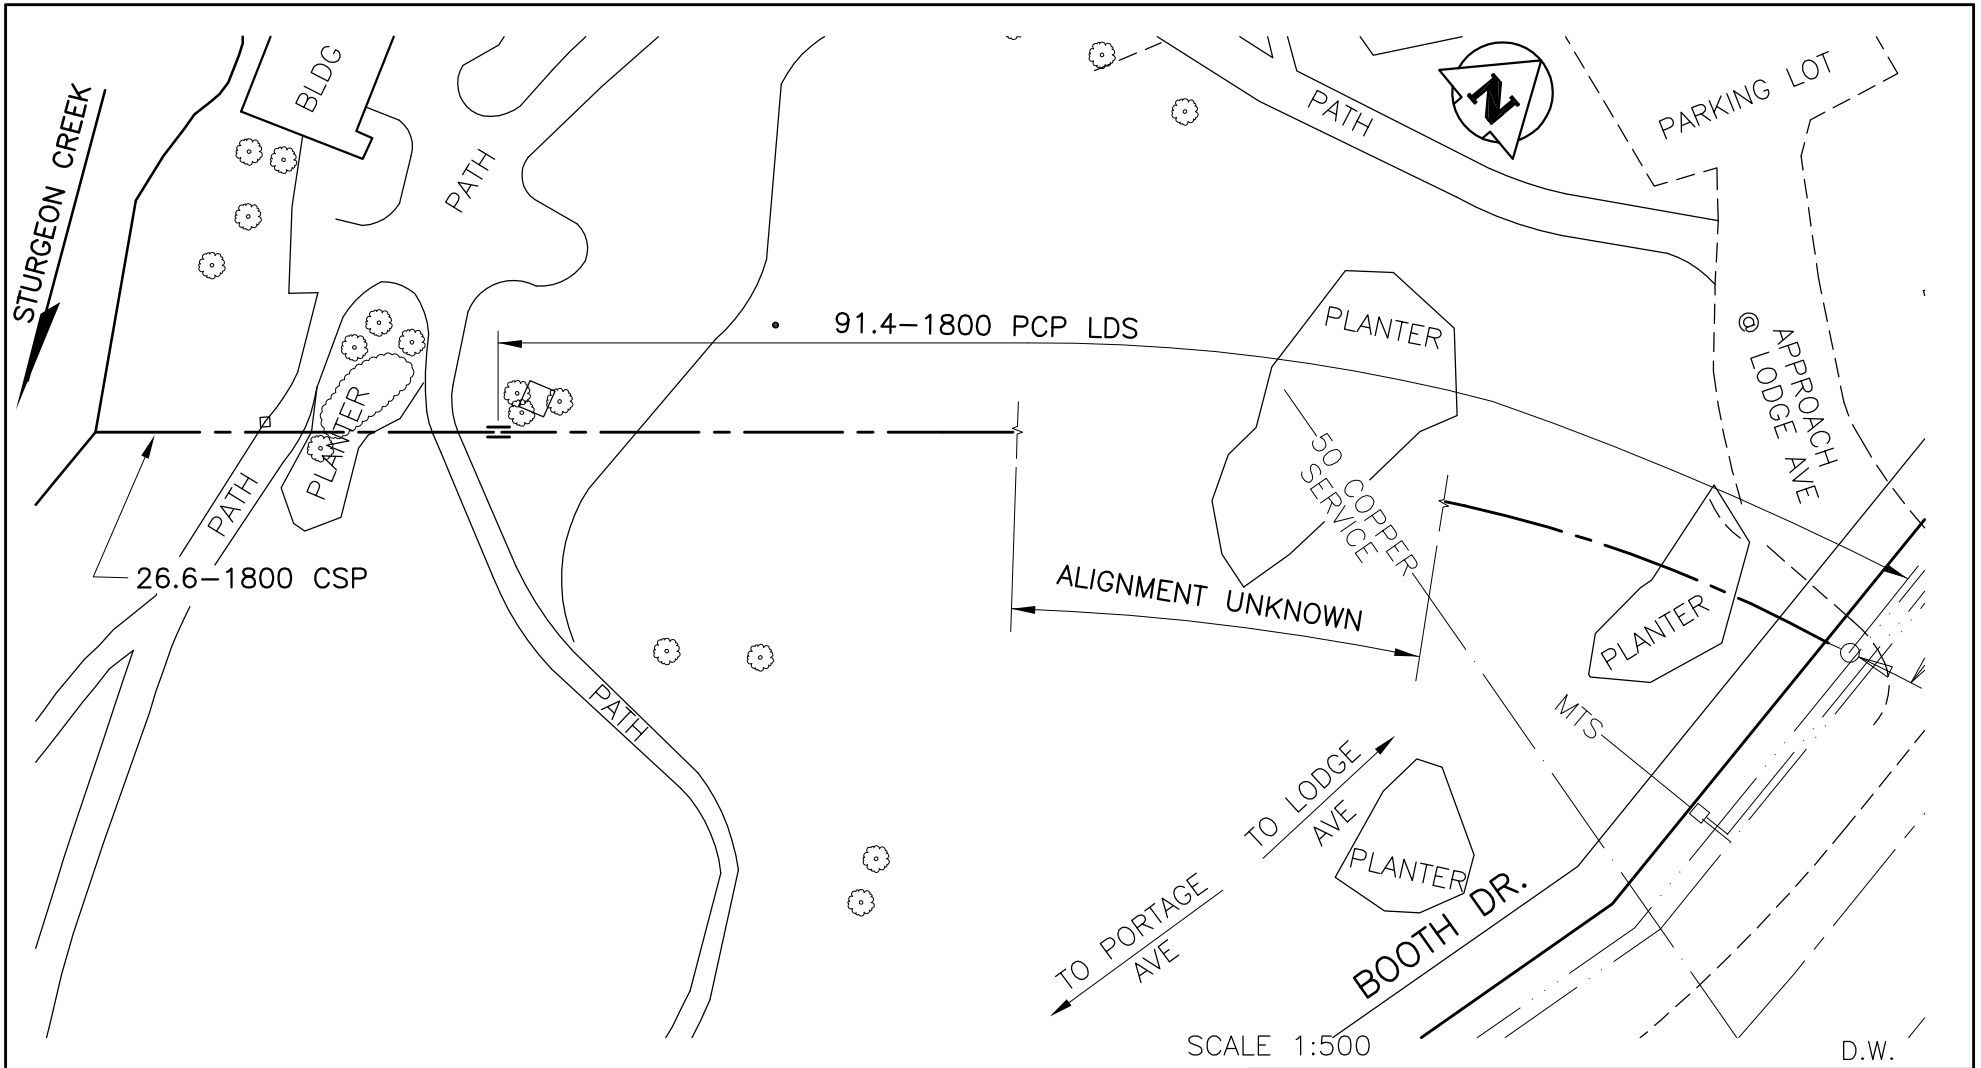 BLDG
STURGEON CREEK
PATH
PATH
N
PARKING LOT
91.4-1800 PCP LDS
PLANTER
@ APPROACH
LODGE AVE
PLANTER
50 COPPER
SERVICE
PATH
26.6-1800 CSP
ALIGNMENT UNKNOWN
PLANTER
PATH
MTS
TO LODGE
AVE
PLANTER
TO PORTAGE
AVE
BOOTH DR.
SCALE 1:500
D.W.